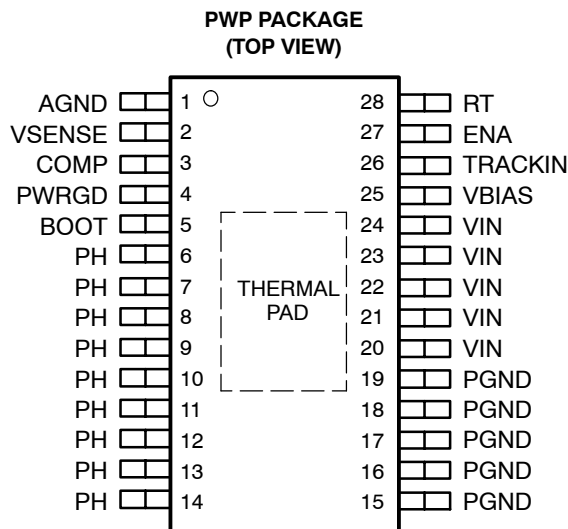 PWP PACKAGE
(TOP VIEW)
AGND 1 28 RT
VSENSE 2 27 ENA
COMP 3 26 TRACKIN
PWRGD 4 25 VBIAS
BOOT 5 24 VIN
PH 6 23 VIN
PH 7 22 VIN
PH 8 21 VIN
PH 9 20 VIN
PH 10 19 PGND
PH 11 18 PGND
PH 12 17 PGND
PH 13 16 PGND
PH 14 15 PGND
THERMAL
PAD